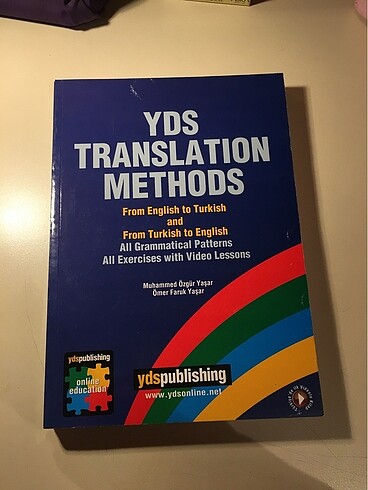 YDS
TRANSLATION
METHODS
From English to Turkish
and
From Turkish to English
All Grammatical Patterns
All Exercises with Video Lessons
Muhammed Özgür Yaşar
Ömer Faruk Yaşar
ydspublishing
online
education
ydspublishing
www.ydsonline.net